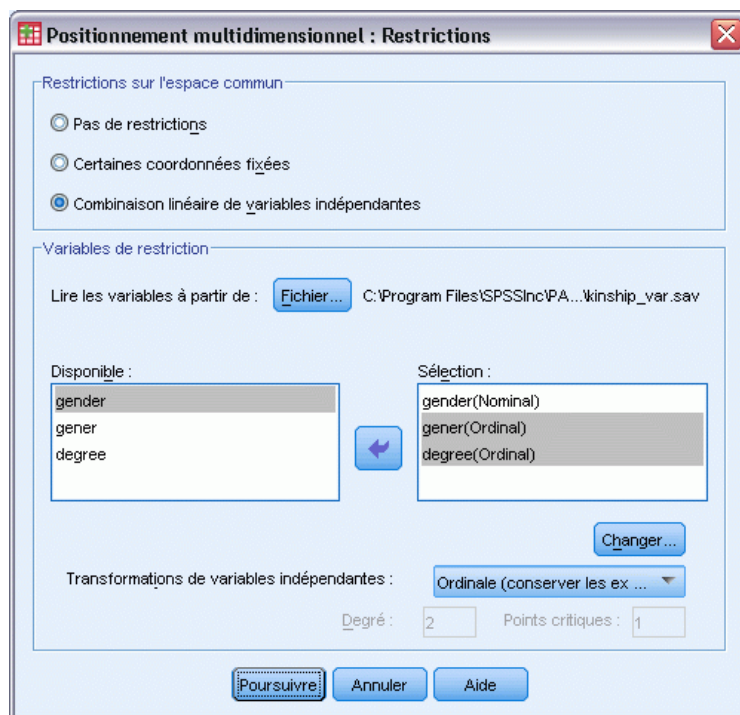 Positionnement multidimensionnel : Restrictions
Restrictions sur l'espace commun
Pas de restrictions
Certaines coordonnées fixées
Combinaison linéaire de variables indépendantes
Variables de restriction
Lire les variables à partir de : Fichier... C:\Program Files\SPSSInc\PA...\kinship_var.sav
Disponible : Sélection :
gender gender(Nominal)
gener gener(Ordinal)
degree degree(Ordinal)
Changer...
Transformations de variables indépendantes : Ordinale (conserver les ex ...
Degré : 2 Points critiques : 1
Poursuivre Annuler Aide